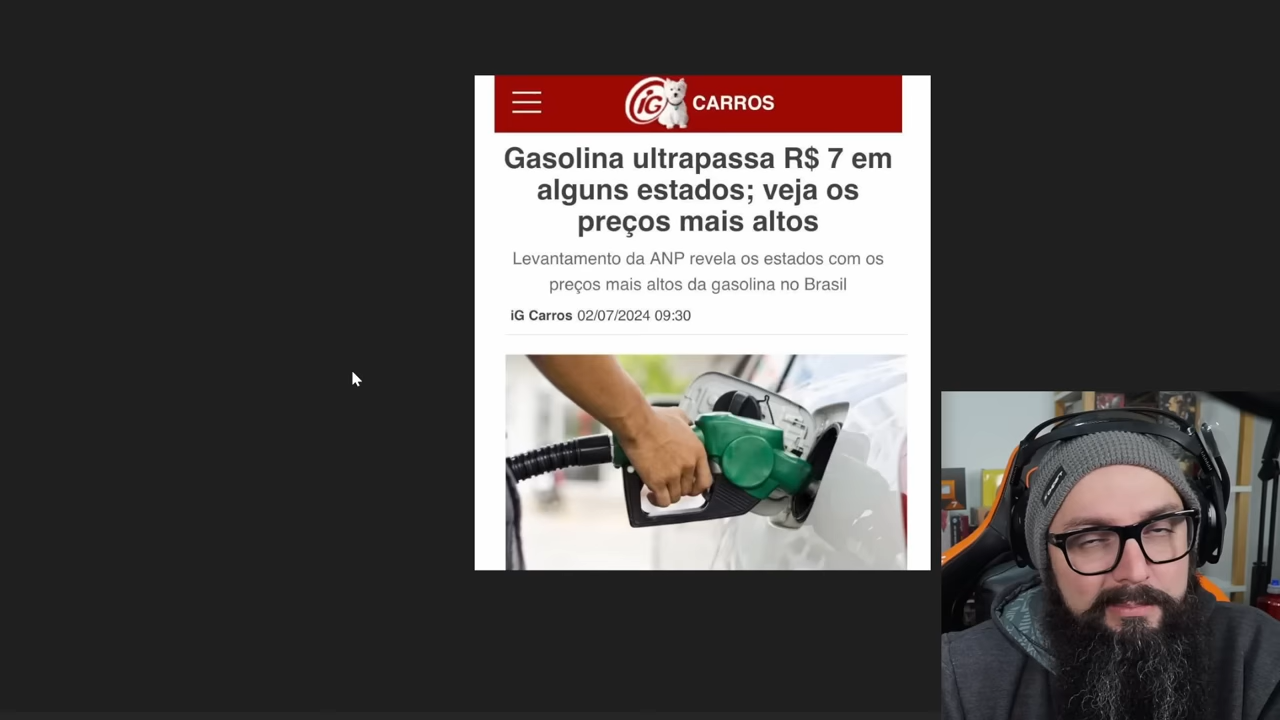 iG CARROS
Gasolina ultrapassa R$ 7 em
alguns estados; veja os
preços mais altos
Levantamento da ANP revela os estados com os
preços mais altos da gasolina no Brasil
iG Carros 02/07/2024 09:30